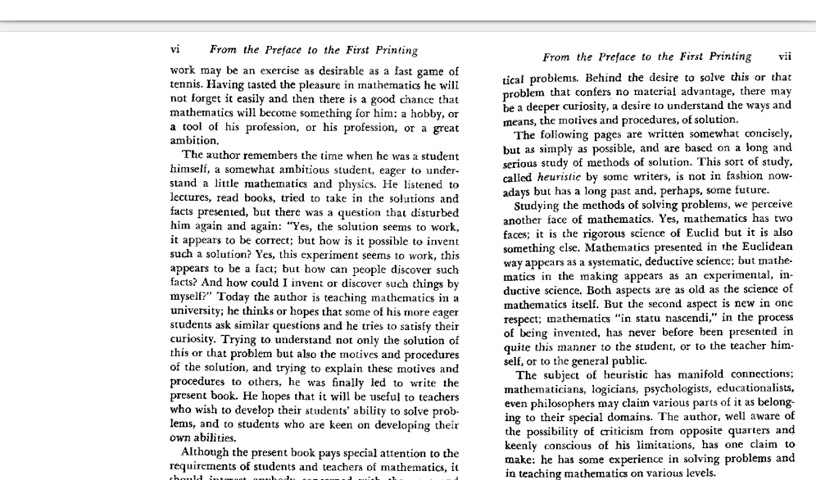 vi From the Preface to the First Printing
work may be an exercise as desirable as a fast game of
tennis. Having tasted the pleasure in mathematics he will
not forget it easily and then there is a good chance that
mathematics will become something for him: a hobby, or
a tool of his profession, or his profession, or a great
ambition.
The author remembers the time when he was a student
himself, a somewhat ambitious student, eager to under-
stand a little mathematics and physics. He listened to
lectures, read books, tried to take in the solutions and
facts presented, but there was a question that disturbed
him again and again: "Yes, the solution seems to work,
it appears to be correct; but how is it possible to invent
such a solution? Yes, this experiment seems to work, this
appears to be a fact; but how can people discover such
facts? And how could I invent or discover such things by
myself?" Today the author is teaching mathematics in a
university; he thinks or hopes that some of his more eager
students ask similar questions and he tries to satisfy their
curiosity. Trying to understand not only the solution of
this or that problem but also the motives and procedures
of the solution, and trying to explain these motives and
procedures to others, he was finally led to write the
present book. He hopes that it will be useful to teachers
who wish to develop their students' ability to solve prob-
lems, and to students who are keen on developing their
own abilities.
Although the present book pays special attention to the
requirements of students and teachers of mathematics, it
should interest anybody concerned with the
From the Preface to the First Printing vii
tical problems. Behind the desire to solve this or that
problem that confers no material advantage, there may
be a deeper curiosity, a desire to understand the ways and
means, the motives and procedures, of solution.
The following pages are written somewhat concisely,
but as simply as possible, and are based on a long and
serious study of methods of solution. This sort of study,
called heuristic by some writers, is not in fashion now-
adays but has a long past and, perhaps, some future.
Studying the methods of solving problems, we perceive
another face of mathematics. Yes, mathematics has two
faces; it is the rigorous science of Euclid but it is also
something else. Mathematics presented in the Euclidean
way appears as a systematic, deductive science; but mathe-
matics in the making appears as an experimental, in-
ductive science. Both aspects are as old as the science of
mathematics itself. But the second aspect is new in one
respect; mathematics "in statu nascendi," in the process
of being invented, has never before been presented in
quite this manner to the student, or to the teacher him-
self, or to the general public.
The subject of heuristic has manifold connections;
mathematicians, logicians, psychologists, educationalists,
even philosophers may claim various parts of it as belong-
ing to their special domains. The author, well aware of
the possibility of criticism from opposite quarters and
keenly conscious of his limitations, has one claim to
make: he has some experience in solving problems and
in teaching mathematics on various levels.